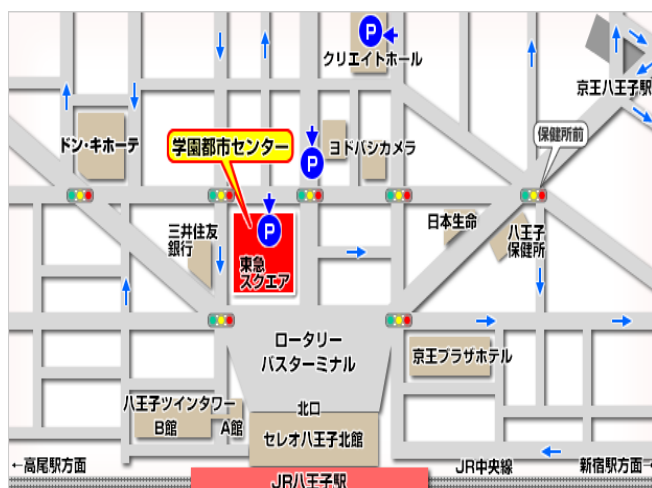 P
クリエイトホール
京王八王子駅
ドン・キホーテ
学園都市センター
P
ヨドバシカメラ
保健所前
三井住友
銀行
P
東急
スクエア
日本生命
八王子
保健所
ロータリー
バスターミナル
京王プラザホテル
八王子ツインタワー
B館
A館
北口
セレオ八王子北館
←高尾駅方面
JR中央線
新宿駅方面→
JR八王子駅